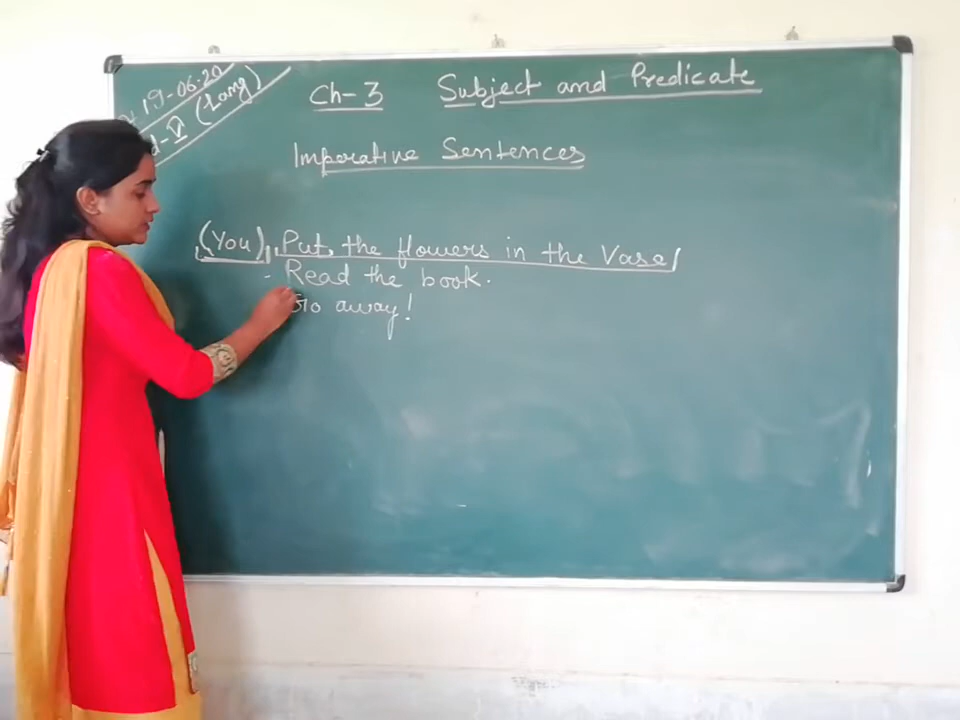 19-06-20
V (Lang)
Ch-3 Subject and Predicate
Imperative Sentences
(You) Put the flowers in the Vase
- Read the book.
Go away!